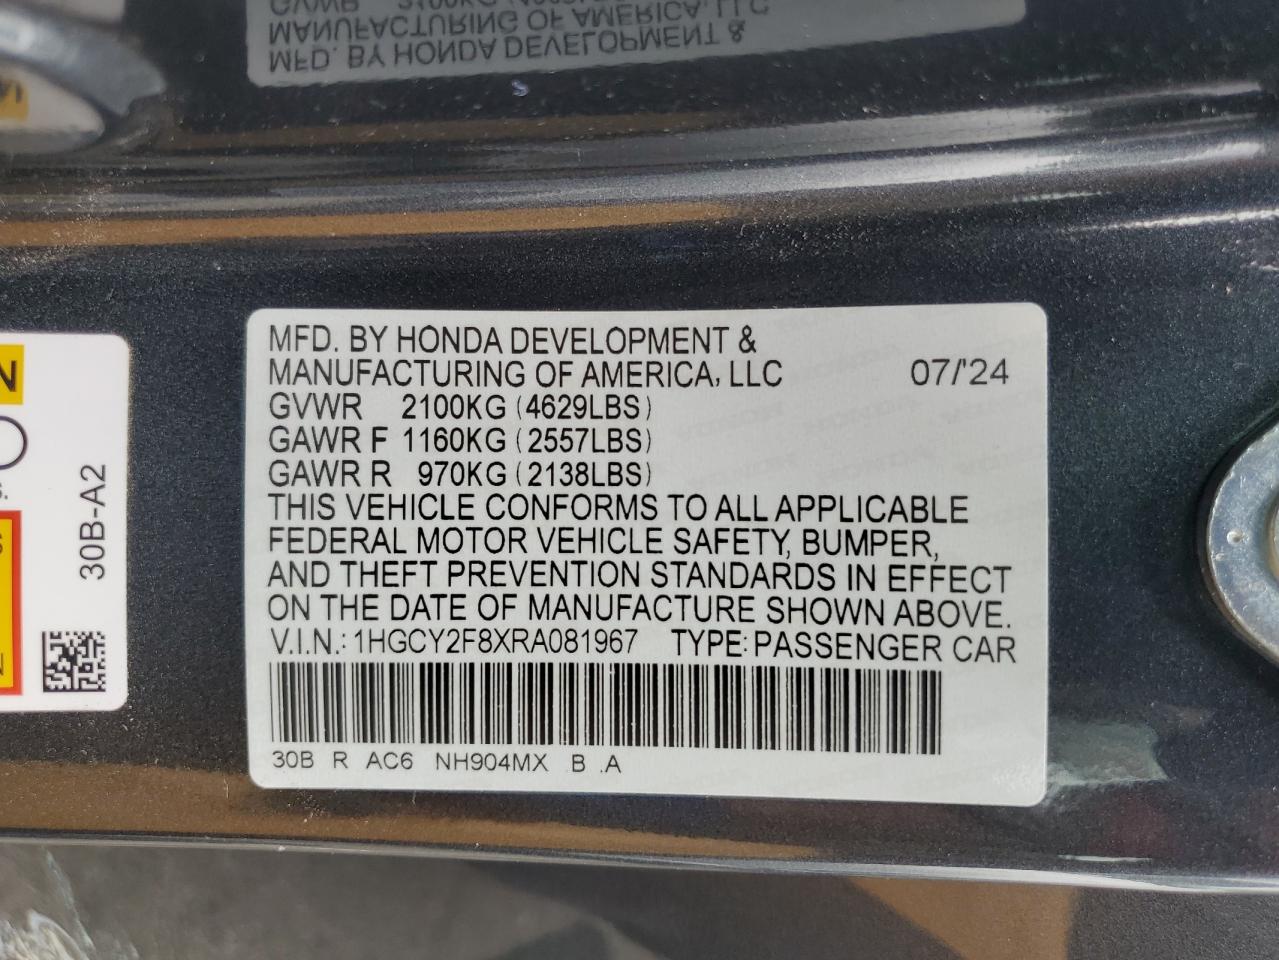 MFD. BY HONDA DEVELOPMENT &
MANUFACTURING OF AMERICA, LLC 07/'24
GVWR 2100KG (4629LBS)
GAWR F 1160KG (2557LBS)
GAWR R 970KG (2138LBS)
THIS VEHICLE CONFORMS TO ALL APPLICABLE
FEDERAL MOTOR VEHICLE SAFETY, BUMPER,
AND THEFT PREVENTION STANDARDS IN EFFECT
ON THE DATE OF MANUFACTURE SHOWN ABOVE.
V.I.N.: 1HGCY2F8XRA081967 TYPE: PASSENGER CAR
30B R AC6 NH904MX B .A
30B-A2
MFD. BY HONDA DEVELOPMENT &
MANUFACTURING OF AMERICA, LLC
GVWR 2100KG